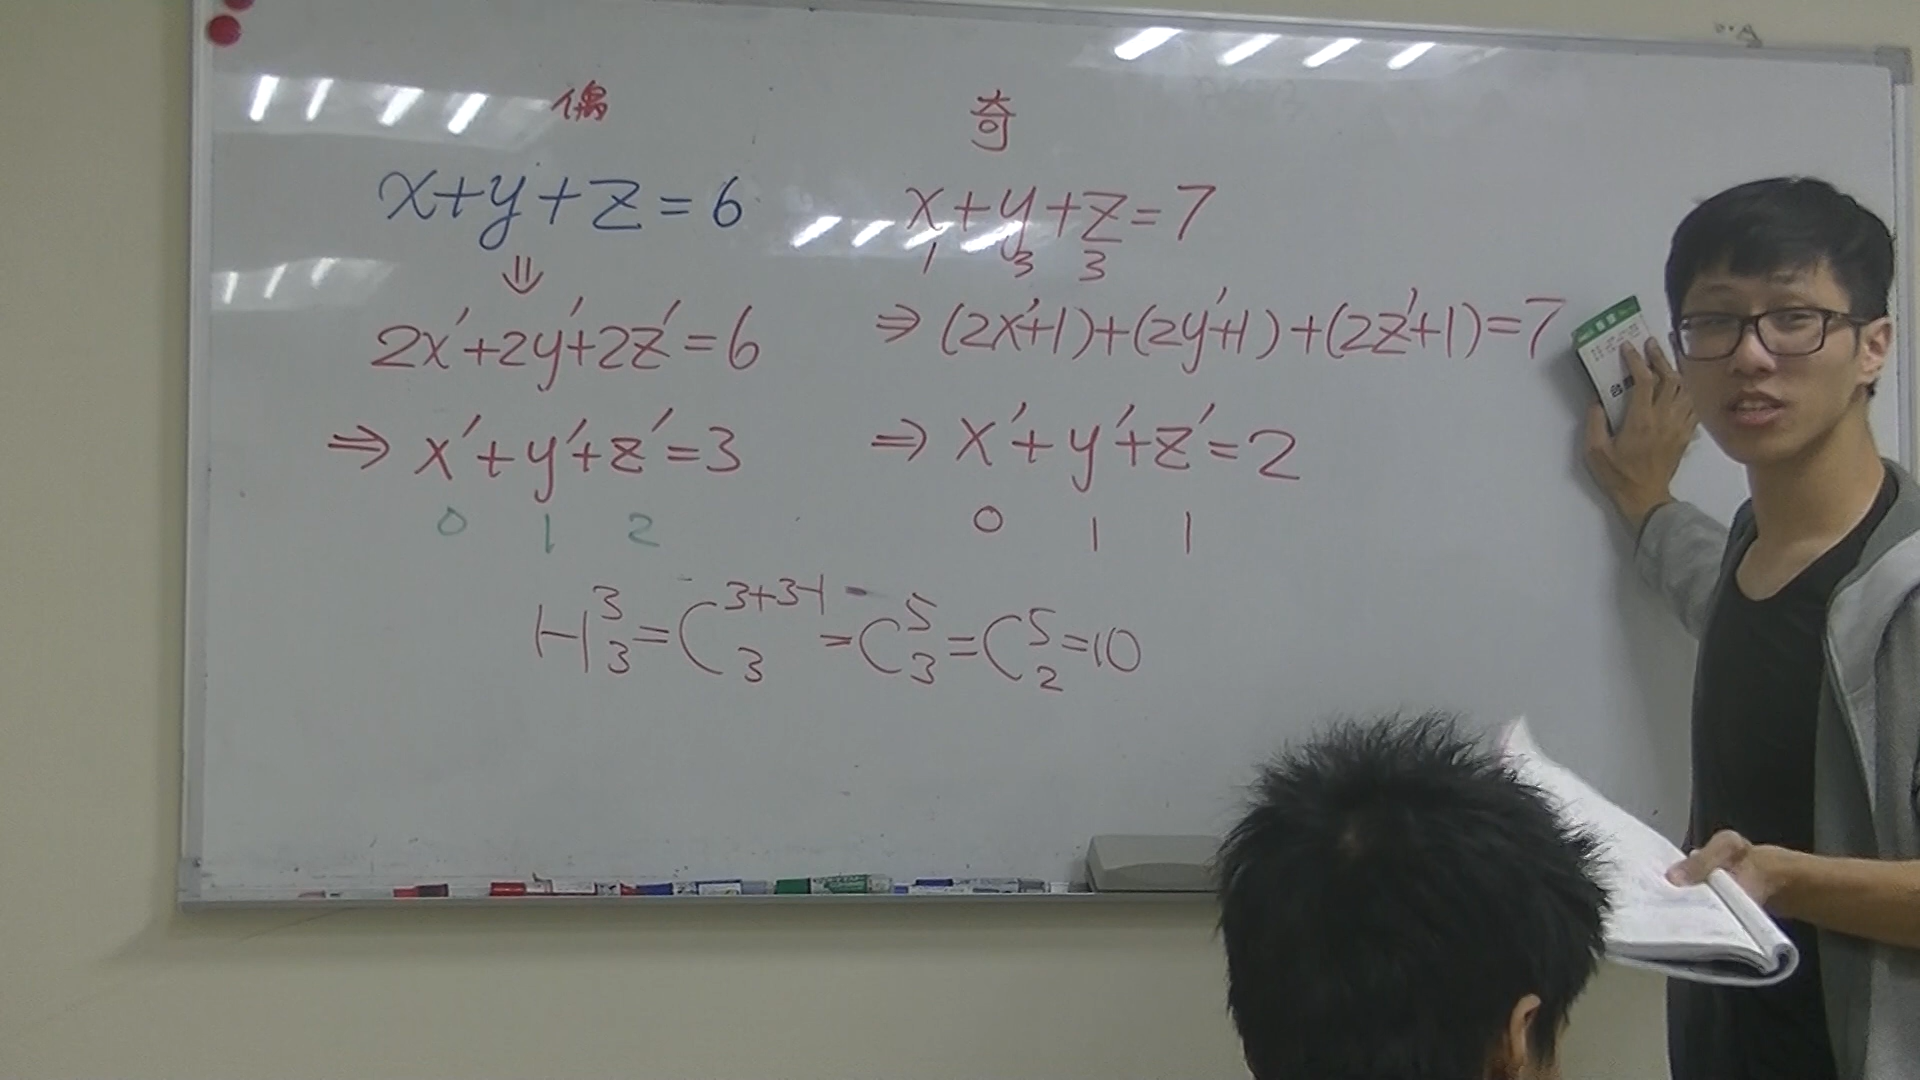 偶
x+y+z=6
⇓
2x′+2y′+2z′=6
⇒ x′+y′+z′=3
0 1 2
奇
x+y+z=7
1 3 3
⇒ (2x′+1)+(2y′+1)+(2z′+1)=7
⇒ x′+y′+z′=2
0 1 1
H³₃=C³⁺³⁻¹₃=C⁵₃=C⁵₂=10